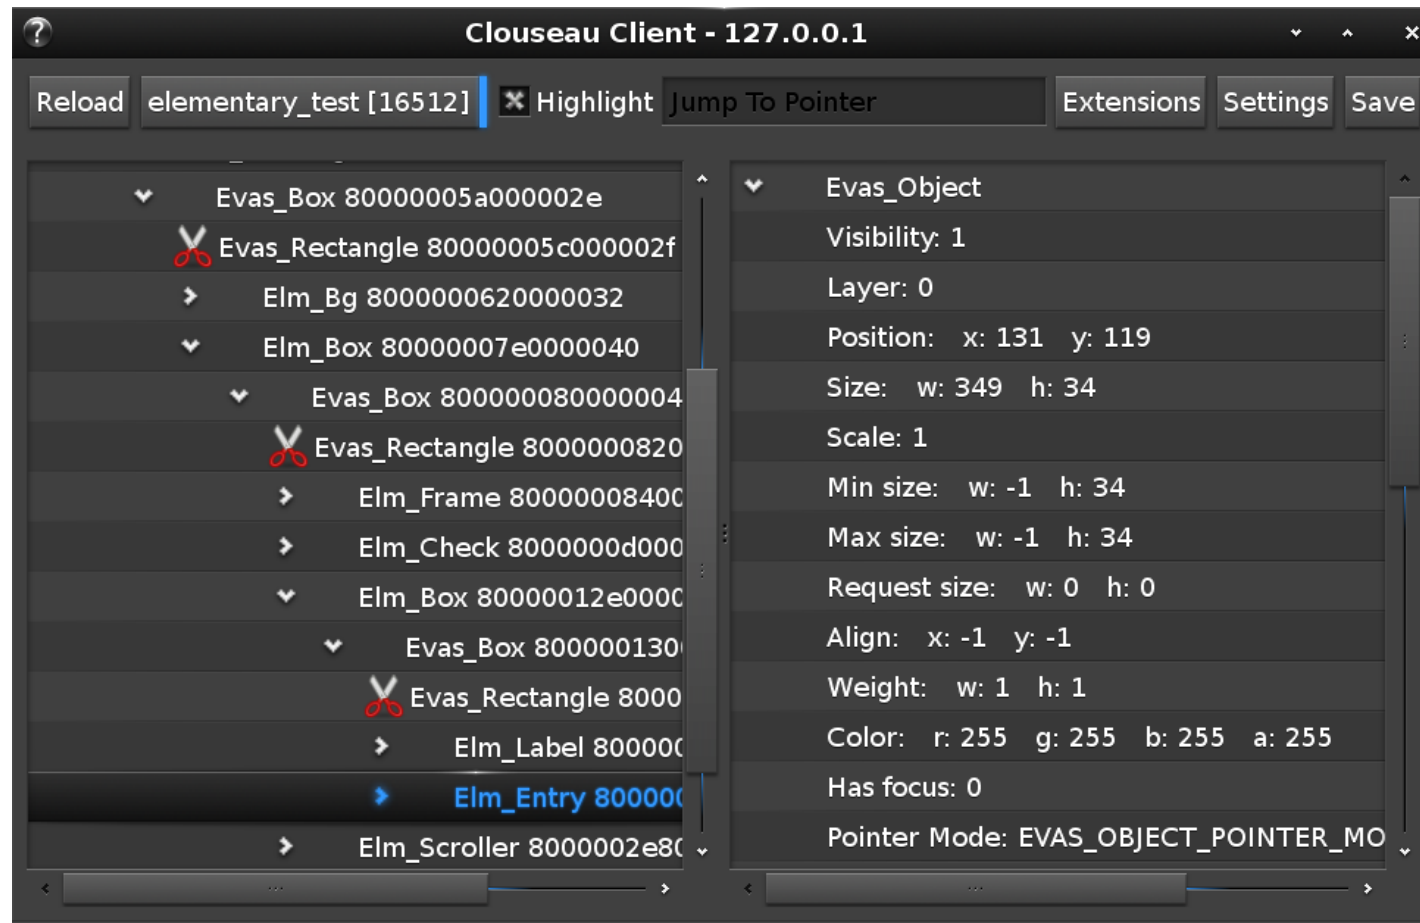 Clouseau Client - 127.0.0.1
Reload elementary_test [16512] Highlight Jump To Pointer Extensions Settings Save
Evas_Box 80000005a000002e
Evas_Rectangle 80000005c000002f
Elm_Bg 8000000620000032
Elm_Box 80000007e0000040
Evas_Box 800000080000004
Evas_Rectangle 8000000820
Elm_Frame 80000008400
Elm_Check 8000000d000
Elm_Box 80000012e0000
Evas_Box 800000130
Evas_Rectangle 8000
Elm_Label 800000
Elm_Entry 800000
Elm_Scroller 8000002e80
Evas_Object
Visibility: 1
Layer: 0
Position: x: 131 y: 119
Size: w: 349 h: 34
Scale: 1
Min size: w: -1 h: 34
Max size: w: -1 h: 34
Request size: w: 0 h: 0
Align: x: -1 y: -1
Weight: w: 1 h: 1
Color: r: 255 g: 255 b: 255 a: 255
Has focus: 0
Pointer Mode: EVAS_OBJECT_POINTER_MO